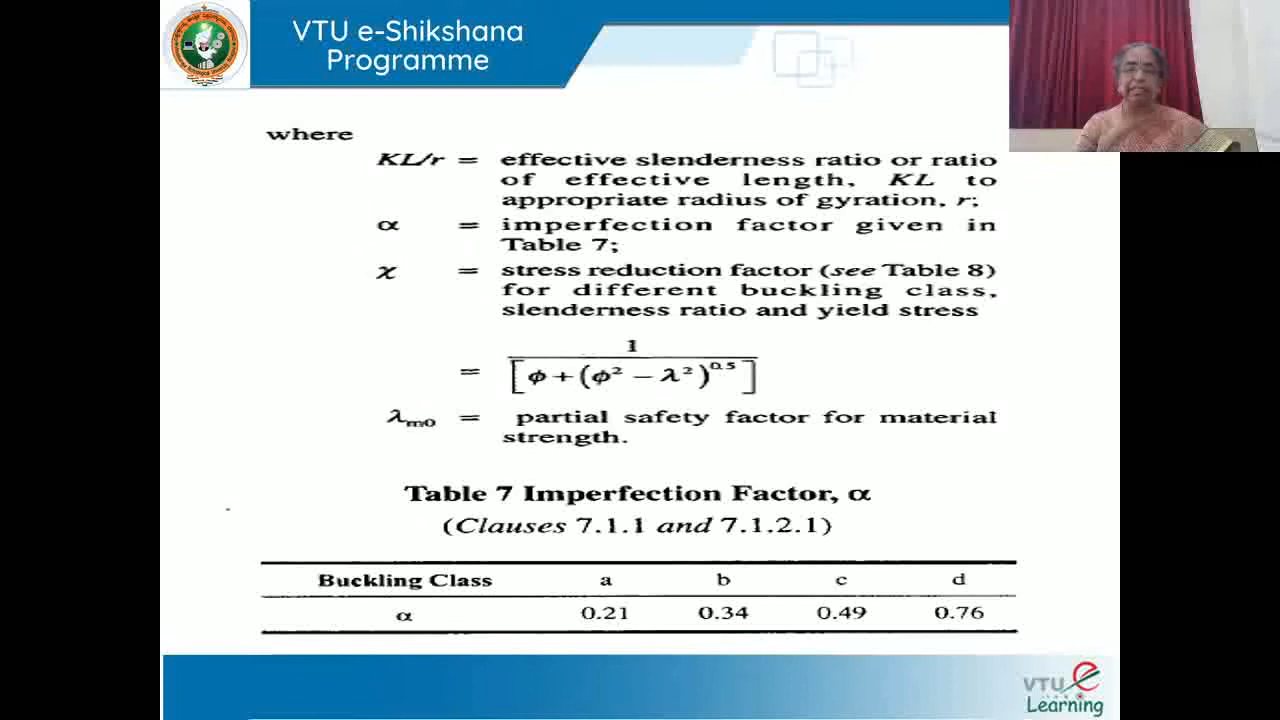 VTU e-Shikshana
Programme
where
KL/r = effective slenderness ratio or ratio
of effective length, KL to
appropriate radius of gyration, r;
α = imperfection factor given in
Table 7;
χ = stress reduction factor (see Table 8)
for different buckling class,
slenderness ratio and yield stress
= 1 / [ϕ + (ϕ² − λ²)^0.5]
λm0 = partial safety factor for material
strength.
Table 7 Imperfection Factor, α
(Clauses 7.1.1 and 7.1.2.1)
Buckling Class a b c d
α 0.21 0.34 0.49 0.76
VTU e
Learning